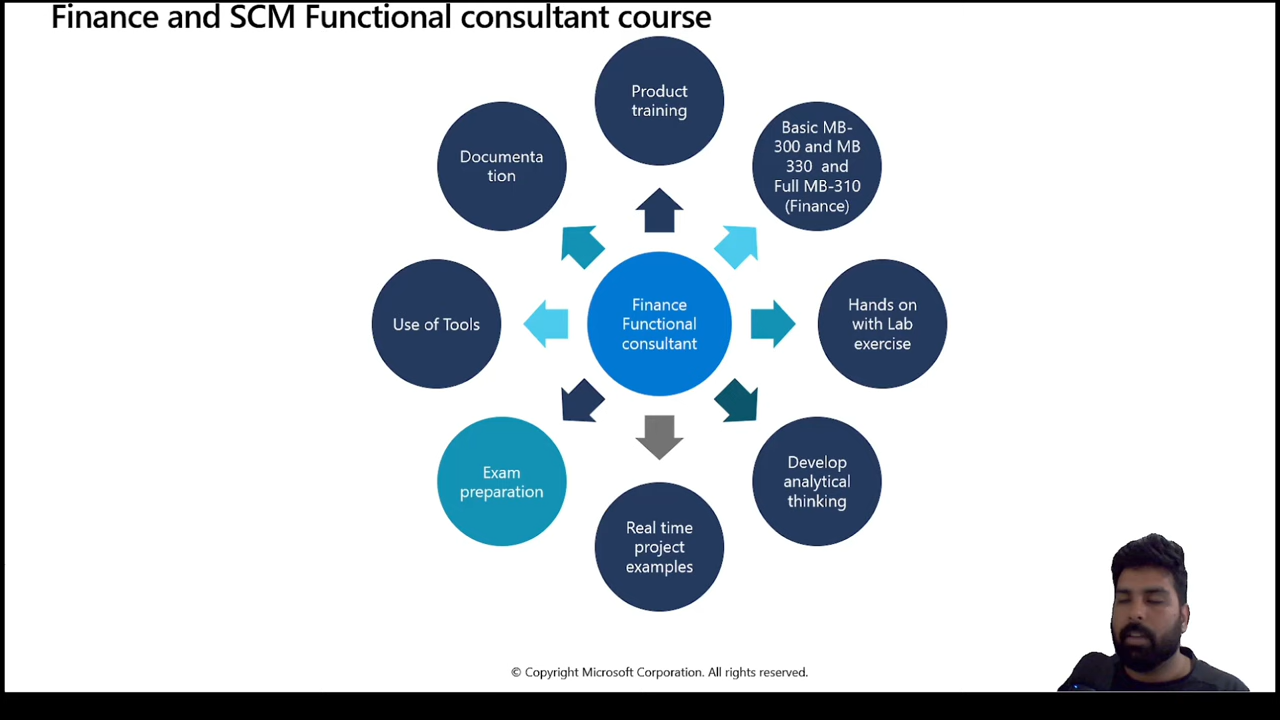 Finance and SCM Functional consultant course
Product
training
Basic MB-
300 and MB
330 and
Full MB-310
(Finance)
Hands on
with Lab
exercise
Develop
analytical
thinking
Real time
project
examples
Exam
preparation
Use of Tools
Documenta
tion
Finance
Functional
consultant
© Copyright Microsoft Corporation. All rights reserved.